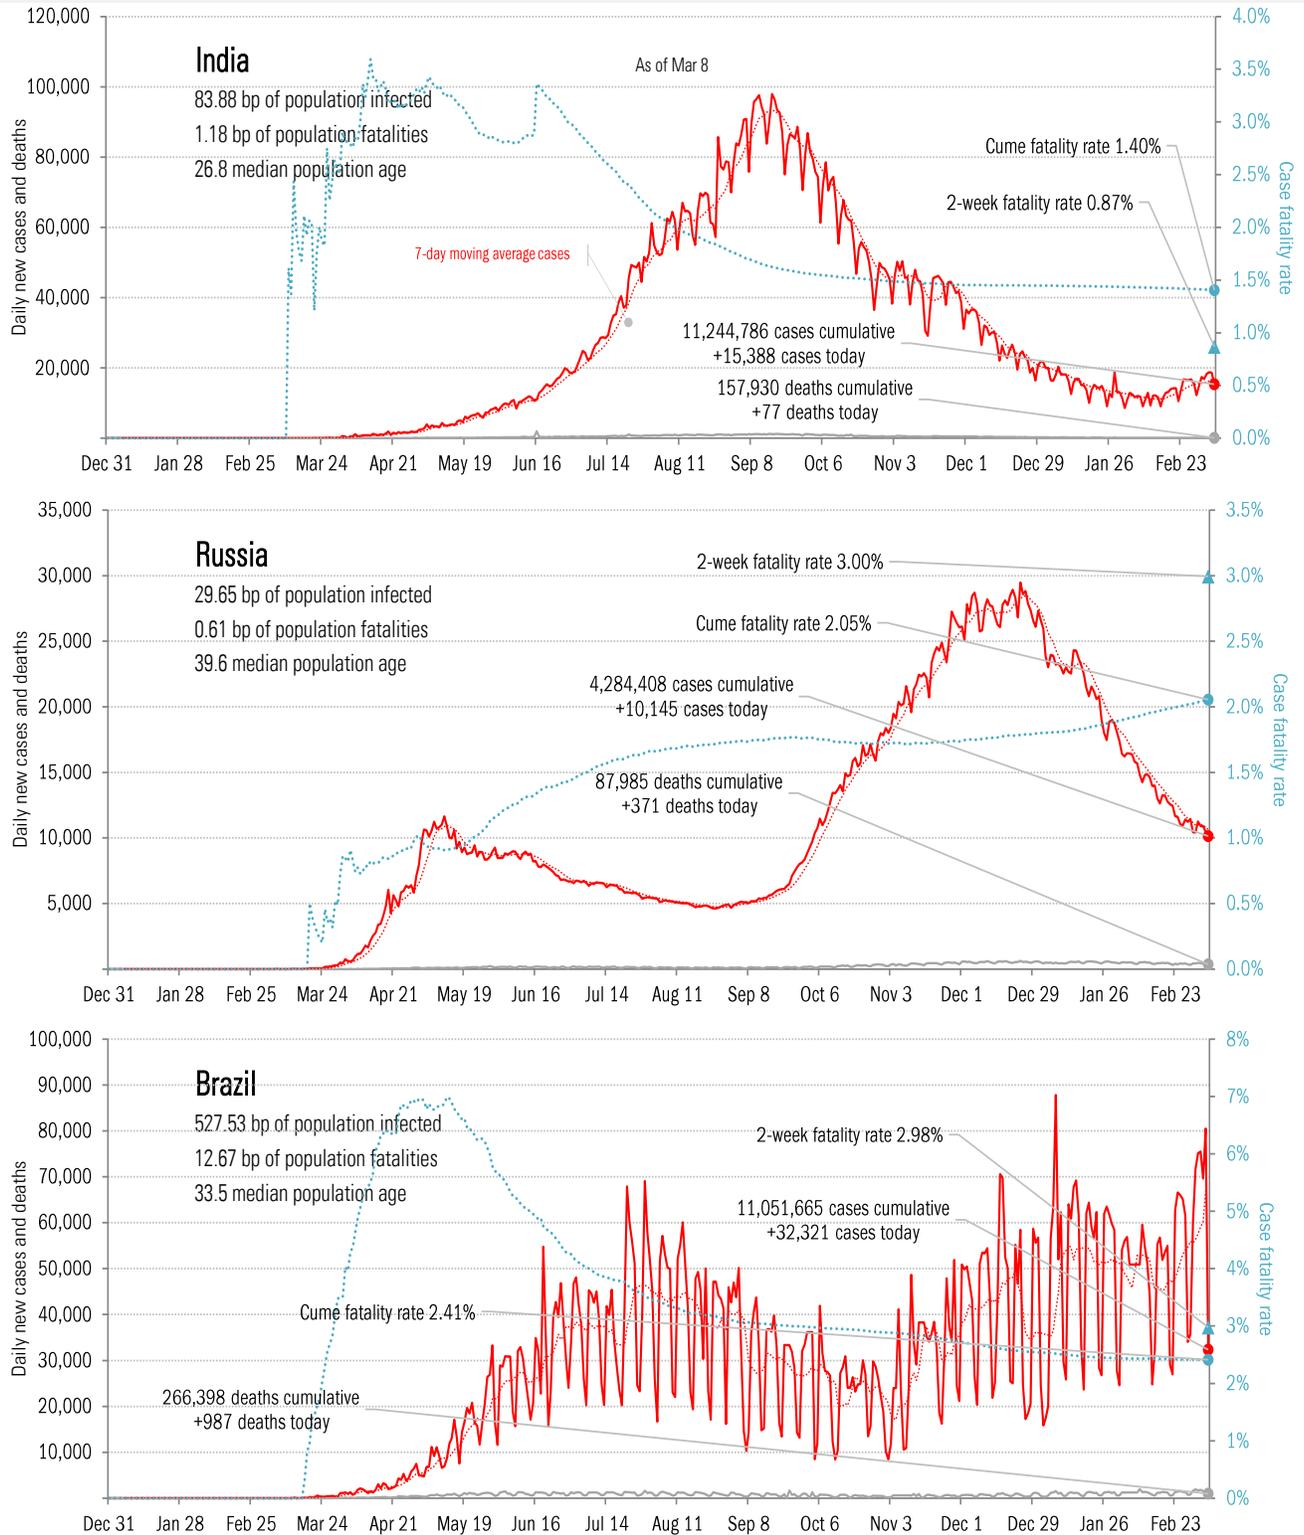 120,000
100,000
80,000
60,000
40,000
20,000
Daily new cases and deaths
India
83.88 bp of population infected
1.18 bp of population fatalities
26.8 median population age
As of Mar 8
7-day moving average cases
Cume fatality rate 1.40%
2-week fatality rate 0.87%
11,244,786 cases cumulative
+15,388 cases today
157,930 deaths cumulative
+77 deaths today
4.0%
3.5%
3.0%
2.5%
2.0%
1.5%
1.0%
0.5%
0.0%
Case fatality rate
Dec 31 Jan 28 Feb 25 Mar 24 Apr 21 May 19 Jun 16 Jul 14 Aug 11 Sep 8 Oct 6 Nov 3 Dec 1 Dec 29 Jan 26 Feb 23
35,000
30,000
25,000
20,000
15,000
10,000
5,000
Daily new cases and deaths
Russia
29.65 bp of population infected
0.61 bp of population fatalities
39.6 median population age
2-week fatality rate 3.00%
Cume fatality rate 2.05%
4,284,408 cases cumulative
+10,145 cases today
87,985 deaths cumulative
+371 deaths today
3.5%
3.0%
2.5%
2.0%
1.5%
1.0%
0.5%
0.0%
Case fatality rate
Dec 31 Jan 28 Feb 25 Mar 24 Apr 21 May 19 Jun 16 Jul 14 Aug 11 Sep 8 Oct 6 Nov 3 Dec 1 Dec 29 Jan 26 Feb 23
100,000
90,000
80,000
70,000
60,000
50,000
40,000
30,000
20,000
10,000
Daily new cases and deaths
Brazil
527.53 bp of population infected
12.67 bp of population fatalities
33.5 median population age
2-week fatality rate 2.98%
11,051,665 cases cumulative
+32,321 cases today
Cume fatality rate 2.41%
266,398 deaths cumulative
+987 deaths today
8%
7%
6%
5%
4%
3%
2%
1%
0%
Case fatality rate
Dec 31 Jan 28 Feb 25 Mar 24 Apr 21 May 19 Jun 16 Jul 14 Aug 11 Sep 8 Oct 6 Nov 3 Dec 1 Dec 29 Jan 26 Feb 23